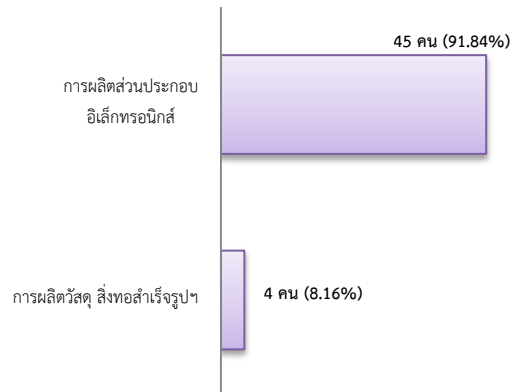 45 คน (91.84%)
การผลิตส่วนประกอบ
อิเล็กทรอนิกส์
การผลิตวัสดุ สิ่งทอสำเร็จรูปฯ
4 คน (8.16%)